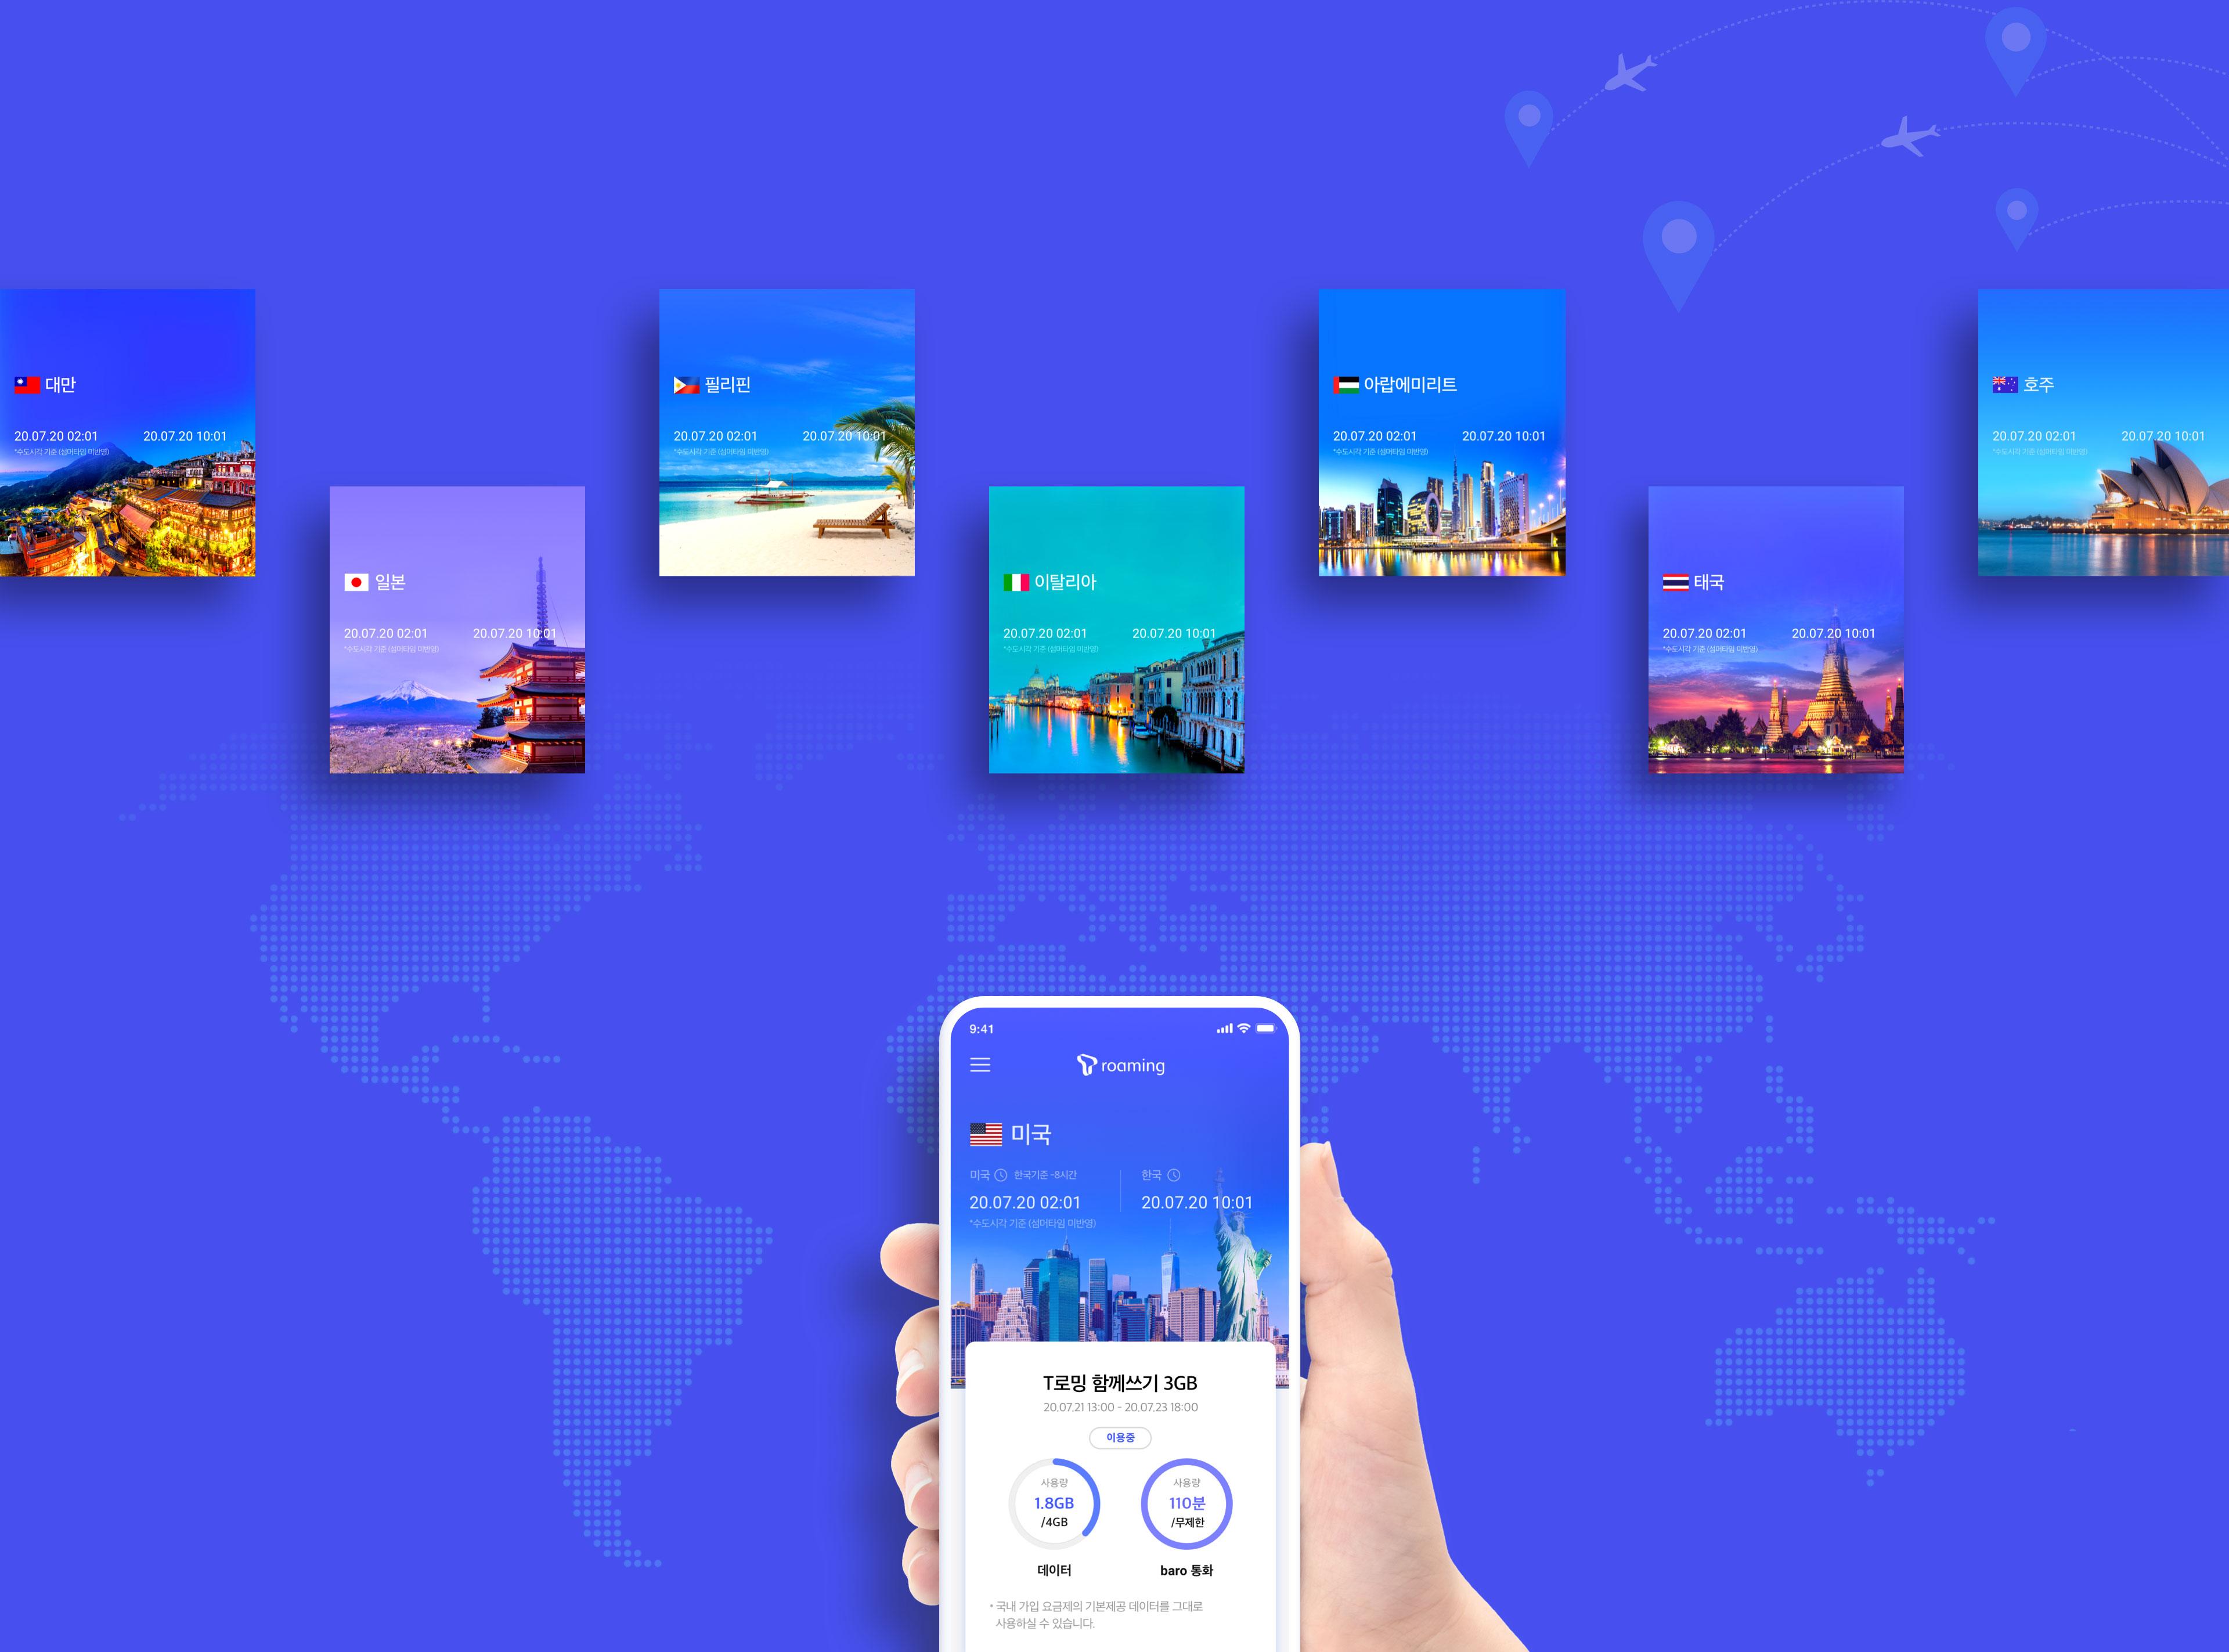 대만
20.07.20 02:01 20.07.20 10:01
*수도시각 기준 (섬머타임 미반영)
필리핀
20.07.20 02:01 20.07.20 10:01
*수도시각 기준 (섬머타임 미반영)
아랍에미리트
20.07.20 02:01 20.07.20 10:01
*수도시각 기준 (섬머타임 미반영)
호주
20.07.20 02:01 20.07.20 10:01
*수도시각 기준 (섬머타임 미반영)
일본
20.07.20 02:01 20.07.20 10:01
*수도시각 기준 (섬머타임 미반영)
이탈리아
20.07.20 02:01 20.07.20 10:01
*수도시각 기준 (섬머타임 미반영)
태국
20.07.20 02:01 20.07.20 10:01
*수도시각 기준 (섬머타임 미반영)
9:41
T roaming
미국
미국 한국기준 -8시간 한국
20.07.20 02:01 20.07.20 10:01
*수도시각 기준 (섬머타임 미반영)
T로밍 함께쓰기 3GB
20.07.21 13:00 - 20.07.23 18:00
이용중
사용량 사용량
1.8GB 110분
/4GB /무제한
데이터 baro 통화
• 국내 가입 요금제의 기본제공 데이터를 그대로
사용하실 수 있습니다.